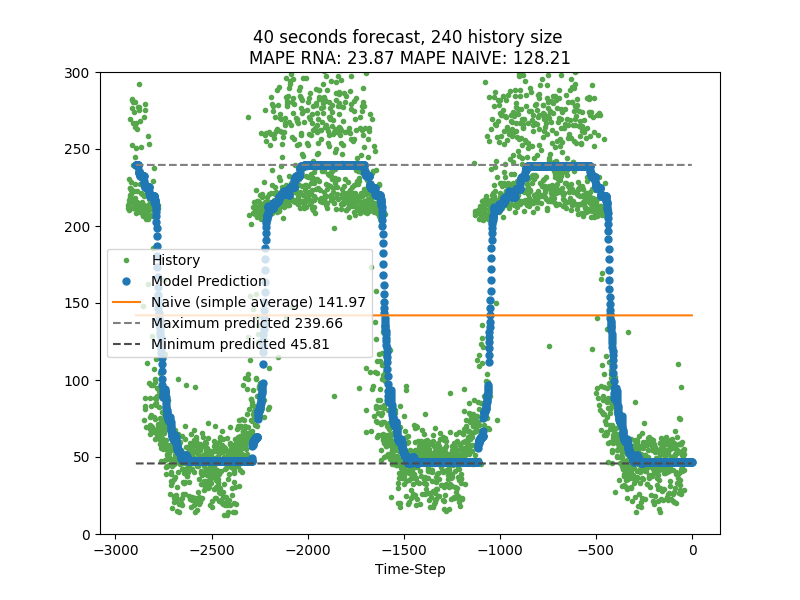 40 seconds forecast, 240 history size
MAPE RNA: 23.87 MAPE NAIVE: 128.21
300
250
200
150
100
50
0
History
Model Prediction
Naive (simple average) 141.97
Maximum predicted 239.66
Minimum predicted 45.81
−3000 −2500 −2000 −1500 −1000 −500 0
Time-Step